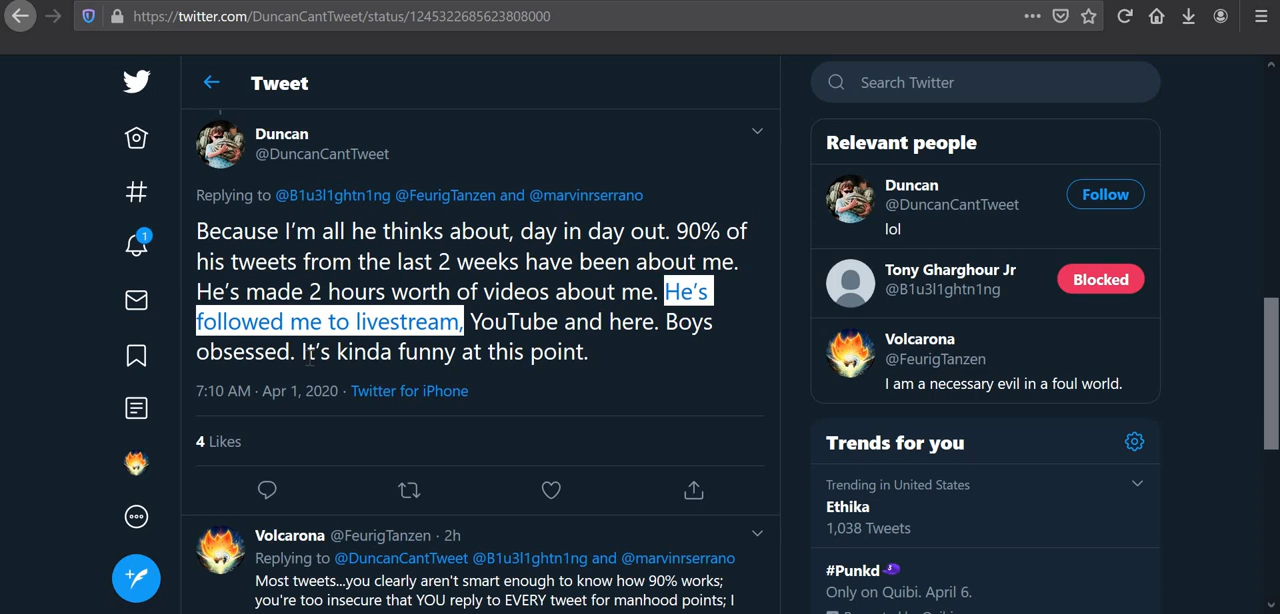 https://twitter.com/DuncanCantTweet/status/1245322685623808000
Tweet
Duncan
@DuncanCantTweet
Replying to @B1u3l1ghtn1ng @FeurigTanzen and @marvinrserrano
Because I'm all he thinks about, day in day out. 90% of
his tweets from the last 2 weeks have been about me.
He's made 2 hours worth of videos about me. He's
followed me to livestream, YouTube and here. Boys
obsessed. It's kinda funny at this point.
7:10 AM · Apr 1, 2020 · Twitter for iPhone
4 Likes
Volcarona @FeurigTanzen · 2h
Replying to @DuncanCantTweet @B1u3l1ghtn1ng and @marvinrserrano
Most tweets...you clearly aren't smart enough to know how 90% works;
you're too insecure that YOU reply to EVERY tweet for manhood points; I
1
Search Twitter
Relevant people
Duncan
@DuncanCantTweet
Follow
lol
Tony Gharghour Jr
@B1u3l1ghtn1ng
Blocked
Volcarona
@FeurigTanzen
I am a necessary evil in a foul world.
Trends for you
Trending in United States
Ethika
1,038 Tweets
#Punkd
Only on Quibi. April 6.